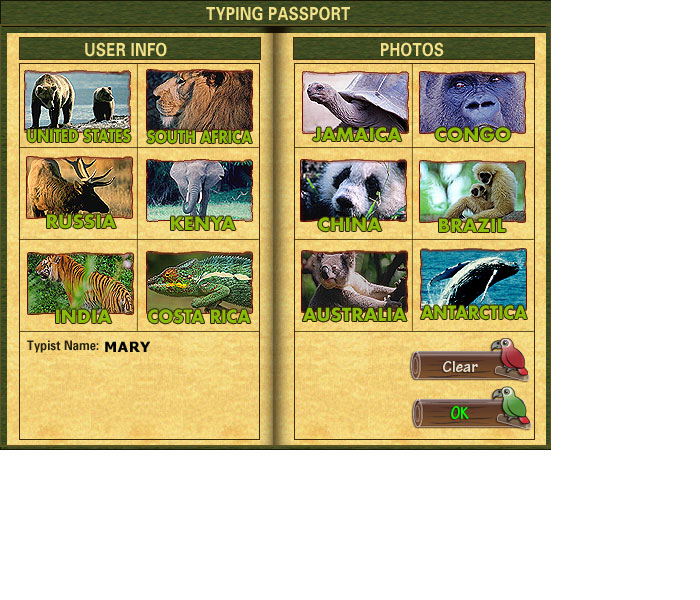 TYPING PASSPORT
USER INFO
PHOTOS
UNITED STATES
SOUTH AFRICA
JAMAICA
CONGO
RUSSIA
KENYA
CHINA
BRAZIL
INDIA
COSTA RICA
AUSTRALIA
ANTARCTICA
Typist Name: MARY
Clear
OK